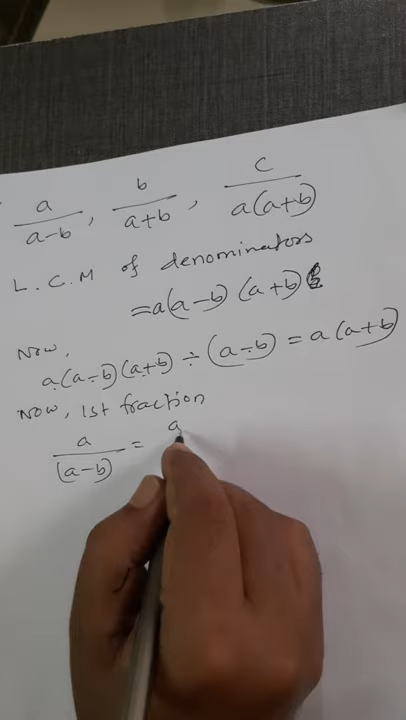 a/(a-b), b/(a+b), c/(a(a+b))
L.C.M of denominators
=a(a-b)(a+b)
Now,
a(a-b)(a+b) ÷ (a-b) = a(a+b)
Now, 1st fraction
a/(a-b) = a